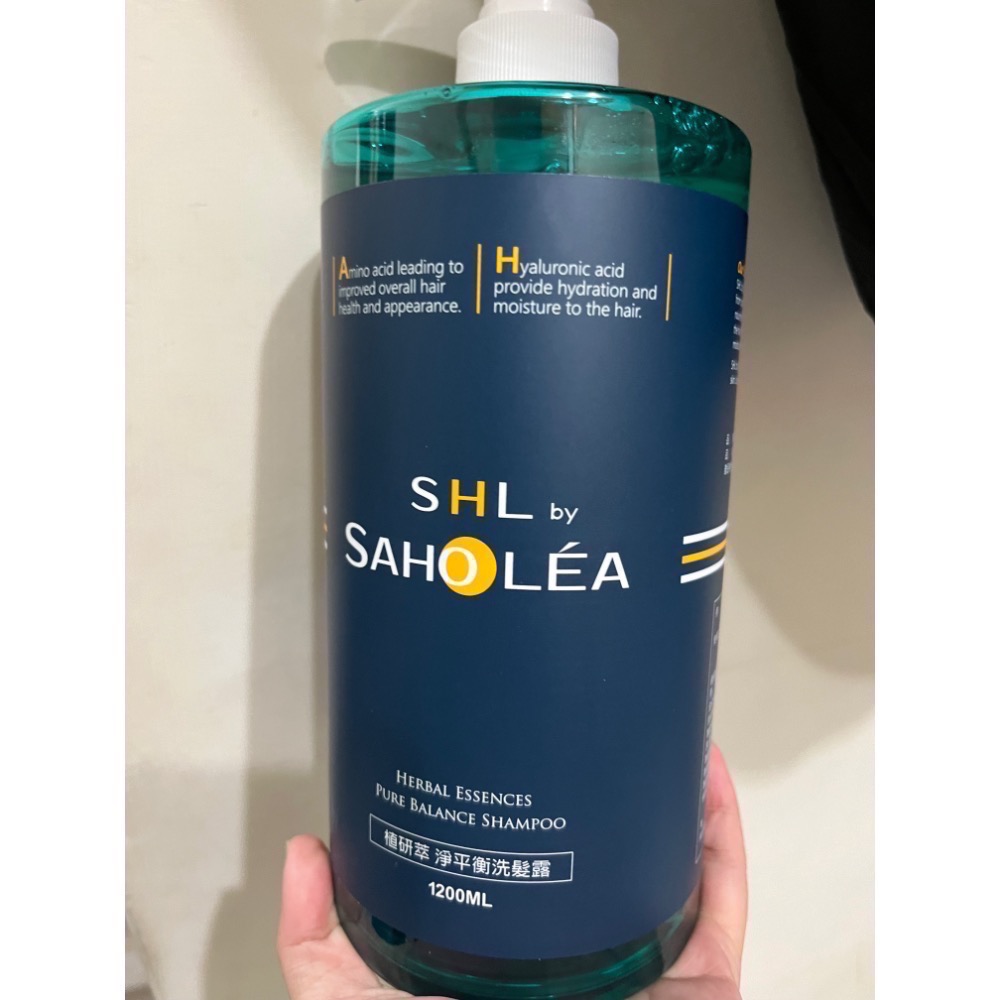 Amino acid leading to
improved overall hair
health and appearance.
Hyaluronic acid
provide hydration and
moisture to the hair.
SHL by
SAHOLÉA
HERBAL ESSENCES
PURE BALANCE SHAMPOO
植研萃 淨平衡洗髮露
1200ML